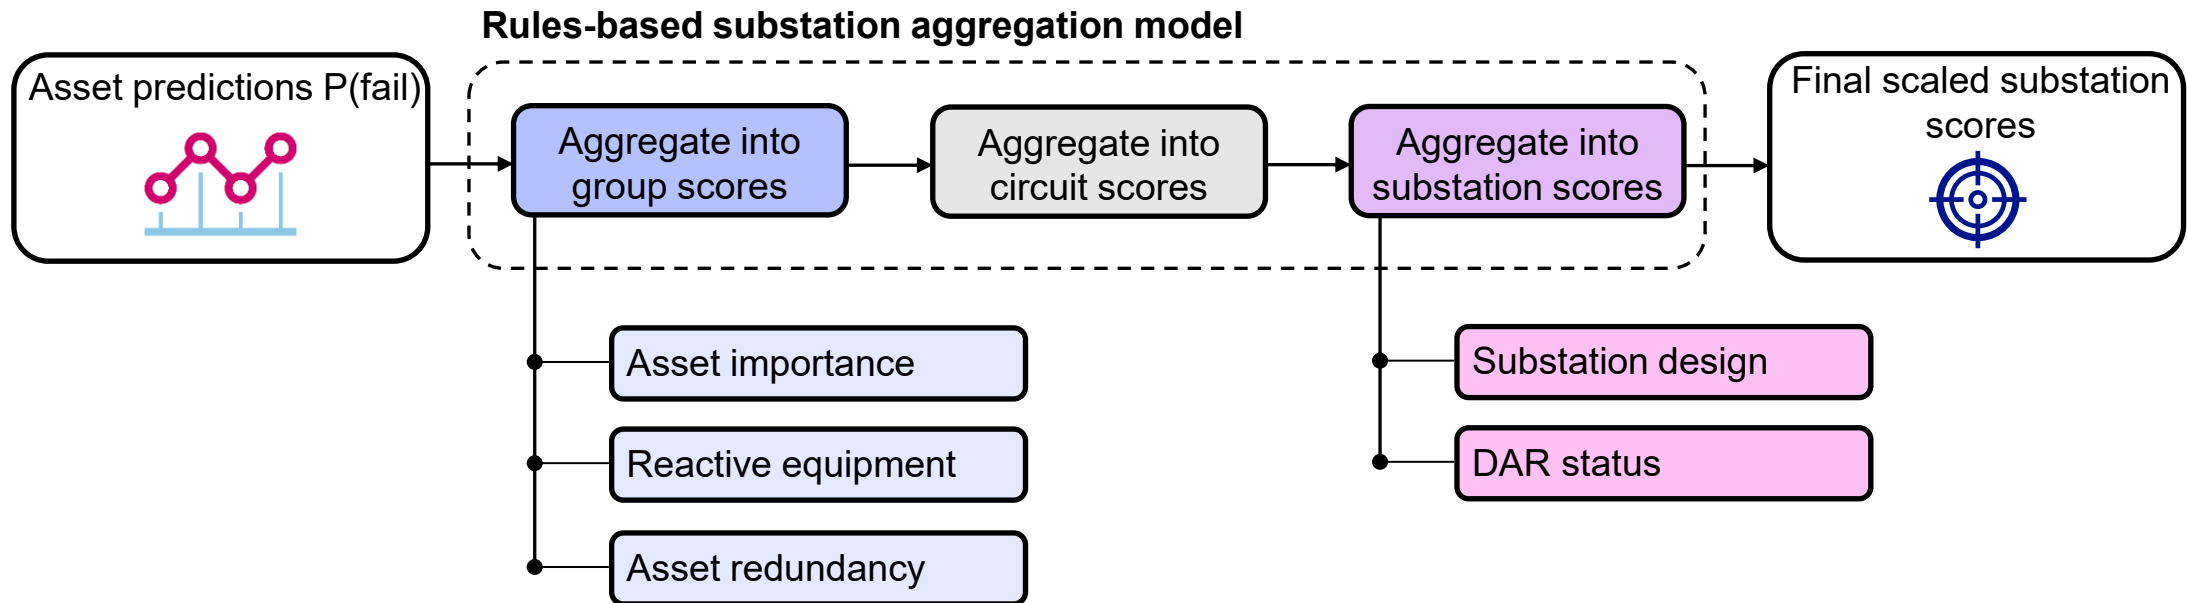 Rules-based substation aggregation model
Asset predictions P(fail)
Aggregate into
group scores
Aggregate into
circuit scores
Aggregate into
substation scores
Final scaled substation
scores
Asset importance
Reactive equipment
Asset redundancy
Substation design
DAR status